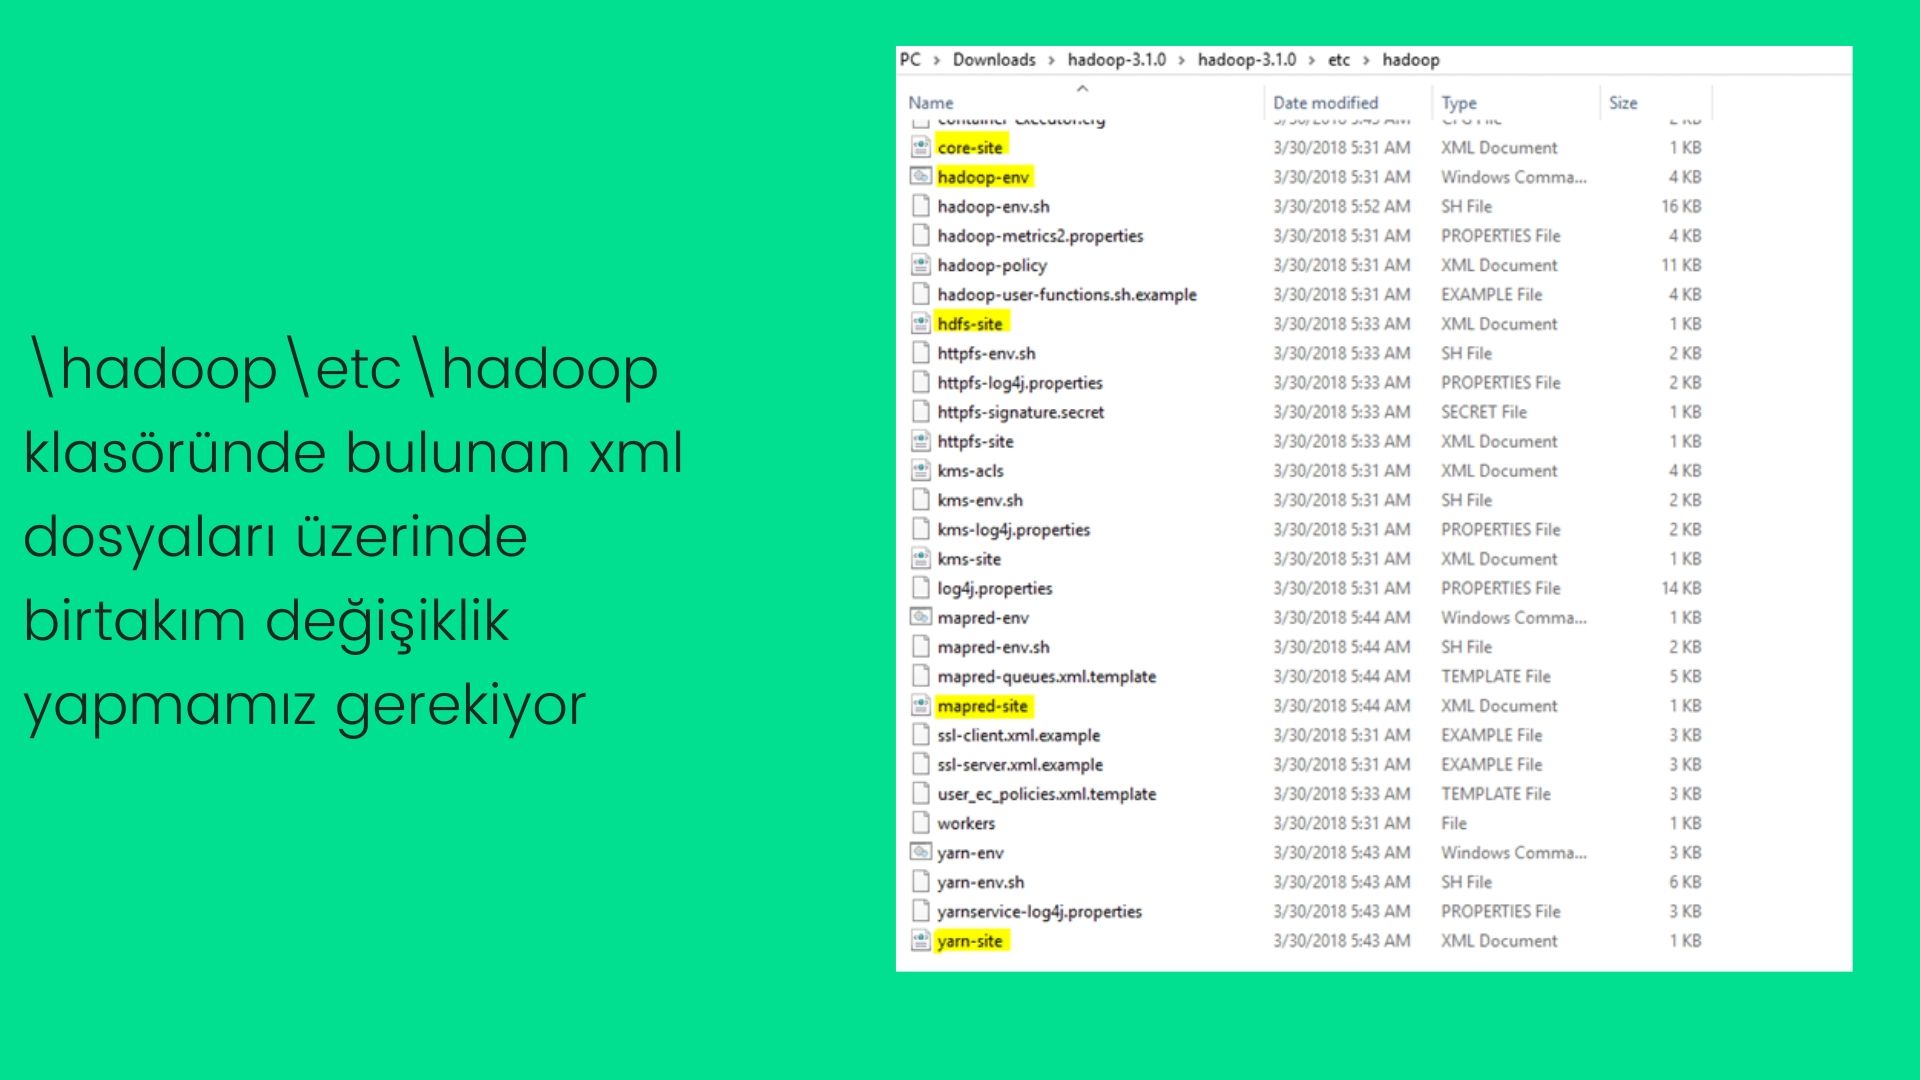 \hadoop\etc\hadoop
klasöründe bulunan xml
dosyaları üzerinde
birtakım değişiklik
yapmamız gerekiyor
PC > Downloads > hadoop-3.1.0 > hadoop-3.1.0 > etc > hadoop
Name Date modified Type Size
core-site 3/30/2018 5:31 AM XML Document 1 KB
hadoop-env 3/30/2018 5:31 AM Windows Comma... 4 KB
hadoop-env.sh 3/30/2018 5:52 AM SH File 16 KB
hadoop-metrics2.properties 3/30/2018 5:31 AM PROPERTIES File 4 KB
hadoop-policy 3/30/2018 5:31 AM XML Document 11 KB
hadoop-user-functions.sh.example 3/30/2018 5:31 AM EXAMPLE File 4 KB
hdfs-site 3/30/2018 5:33 AM XML Document 1 KB
httpfs-env.sh 3/30/2018 5:33 AM SH File 2 KB
httpfs-log4j.properties 3/30/2018 5:33 AM PROPERTIES File 2 KB
httpfs-signature.secret 3/30/2018 5:33 AM SECRET File 1 KB
httpfs-site 3/30/2018 5:33 AM XML Document 1 KB
kms-acls 3/30/2018 5:31 AM XML Document 4 KB
kms-env.sh 3/30/2018 5:31 AM SH File 2 KB
kms-log4j.properties 3/30/2018 5:31 AM PROPERTIES File 2 KB
kms-site 3/30/2018 5:31 AM XML Document 1 KB
log4j.properties 3/30/2018 5:31 AM PROPERTIES File 14 KB
mapred-env 3/30/2018 5:44 AM Windows Comma... 1 KB
mapred-env.sh 3/30/2018 5:44 AM SH File 2 KB
mapred-queues.xml.template 3/30/2018 5:44 AM TEMPLATE File 5 KB
mapred-site 3/30/2018 5:44 AM XML Document 1 KB
ssl-client.xml.example 3/30/2018 5:31 AM EXAMPLE File 3 KB
ssl-server.xml.example 3/30/2018 5:31 AM EXAMPLE File 3 KB
user_ec_policies.xml.template 3/30/2018 5:33 AM TEMPLATE File 3 KB
workers 3/30/2018 5:31 AM File 1 KB
yarn-env 3/30/2018 5:43 AM Windows Comma... 3 KB
yarn-env.sh 3/30/2018 5:43 AM SH File 6 KB
yarnservice-log4j.properties 3/30/2018 5:43 AM PROPERTIES File 3 KB
yarn-site 3/30/2018 5:43 AM XML Document 1 KB